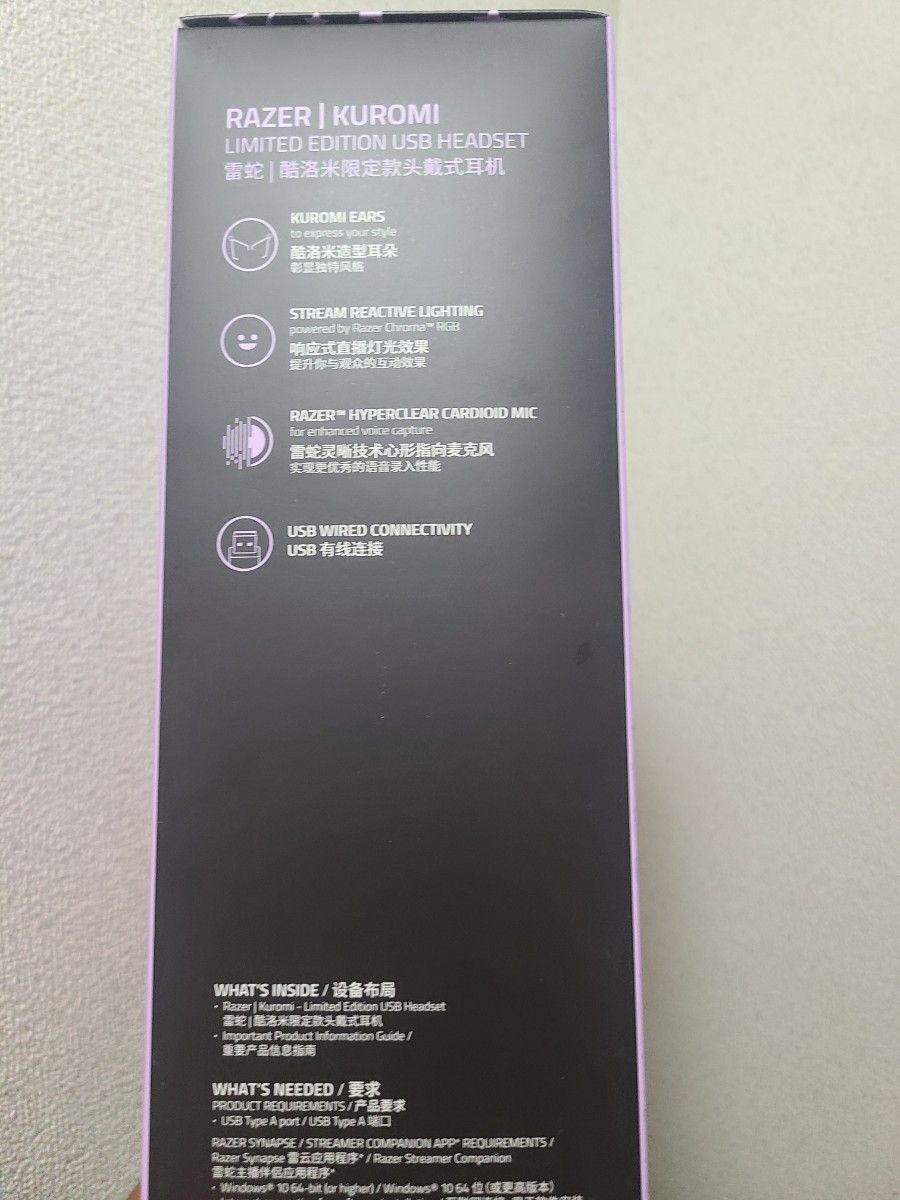 RAZER | KUROMI
LIMITED EDITION USB HEADSET
雷蛇 | 酷洛米限定款头戴式耳机
KUROMI EARS
to express your style
酷洛米造型耳朵
彰显独特风格
STREAM REACTIVE LIGHTING
powered by Razer Chroma™ RGB
响应式直播灯光效果
提升你与观众的互动效果
RAZER™ HYPERCLEAR CARDIOID MIC
for enhanced voice capture
雷蛇灵晰技术心形指向麦克风
实现更优秀的语音录入性能
USB WIRED CONNECTIVITY
USB 有线连接
WHAT'S INSIDE / 设备布局
· Razer | Kuromi - Limited Edition USB Headset
雷蛇 | 酷洛米限定款头戴式耳机
· Important Product Information Guide /
重要产品信息指南
WHAT'S NEEDED / 要求
PRODUCT REQUIREMENTS / 产品要求
· USB Type A port / USB Type A 端口
RAZER SYNAPSE / STREAMER COMPANION APP* REQUIREMENTS /
Razer Synapse 雷云应用程序* / Razer Streamer Companion
雷蛇主播伴侣应用程序*
· Windows® 10 64-bit (or higher) / Windows® 10 64 位 (或更高版本)